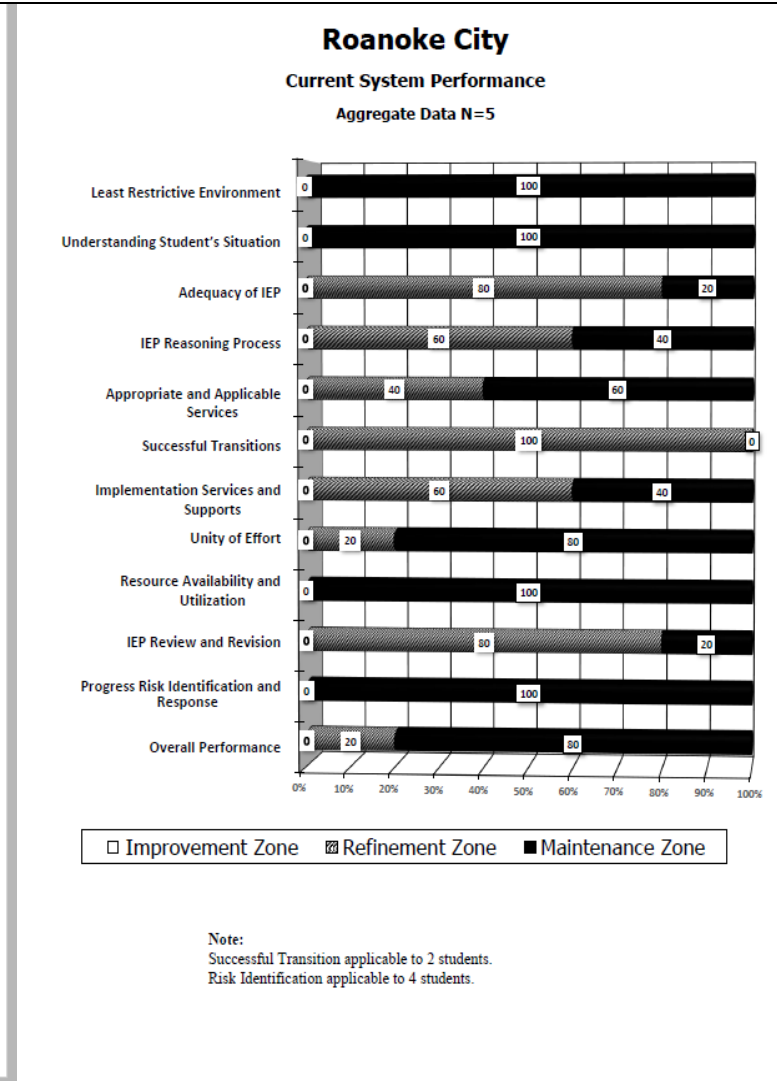 Roanoke City
Current System Performance
Aggregate Data N=5
Least Restrictive Environment
0 100
Understanding Student's Situation
0 100
Adequacy of IEP
0 80 20
IEP Reasoning Process
0 60 40
Appropriate and Applicable
Services
0 40 60
Successful Transitions
0 100 0
Implementation Services and
Supports
0 60 40
Unity of Effort
0 20 80
Resource Availability and
Utilization
0 100
IEP Review and Revision
0 80 20
Progress Risk Identification and
Response
0 100
Overall Performance
0 20 80
0% 10% 20% 30% 40% 50% 60% 70% 80% 90% 100%
Improvement Zone Refinement Zone Maintenance Zone
Note:
Successful Transition applicable to 2 students.
Risk Identification applicable to 4 students.